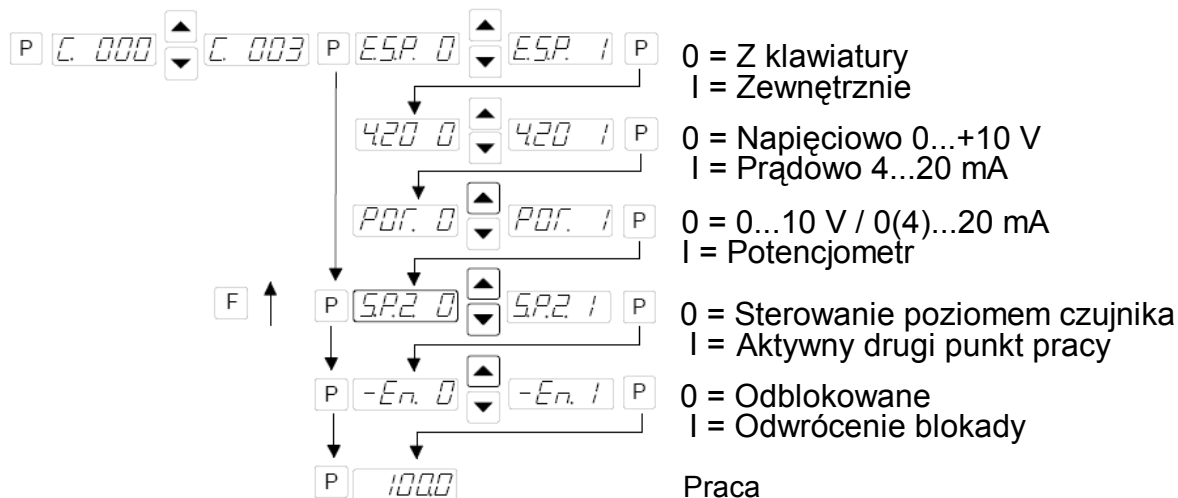 P C. 000 C. 003 P E.S.P. 0 E.S.P. 1 P 0 = Z klawiatury
I = Zewnętrznie
4.20 0 4.20 1 P 0 = Napięciowo 0...+10 V
I = Prądowo 4...20 mA
POT. 0 POT. 1 P 0 = 0...10 V / 0(4)...20 mA
I = Potencjometr
F P S.P.2 0 S.P.2. 1 P 0 = Sterowanie poziomem czujnika
I = Aktywny drugi punkt pracy
P -En. 0 -En. 1 P 0 = Odblokowane
I = Odwrócenie blokady
P 100.0 Praca